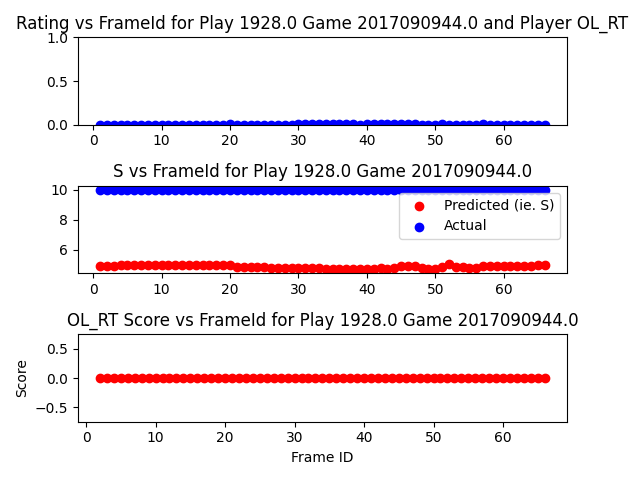 Rating vs FrameId for Play 1928.0 Game 2017090944.0 and Player OL_RT
1.0
0.5
0.0
0 10 20 30 40 50 60
S vs FrameId for Play 1928.0 Game 2017090944.0
10
8
6
Predicted (ie. S)
Actual
0 10 20 30 40 50 60
OL_RT Score vs FrameId for Play 1928.0 Game 2017090944.0
Score
0.5
0.0
−0.5
0 10 20 30 40 50 60
Frame ID